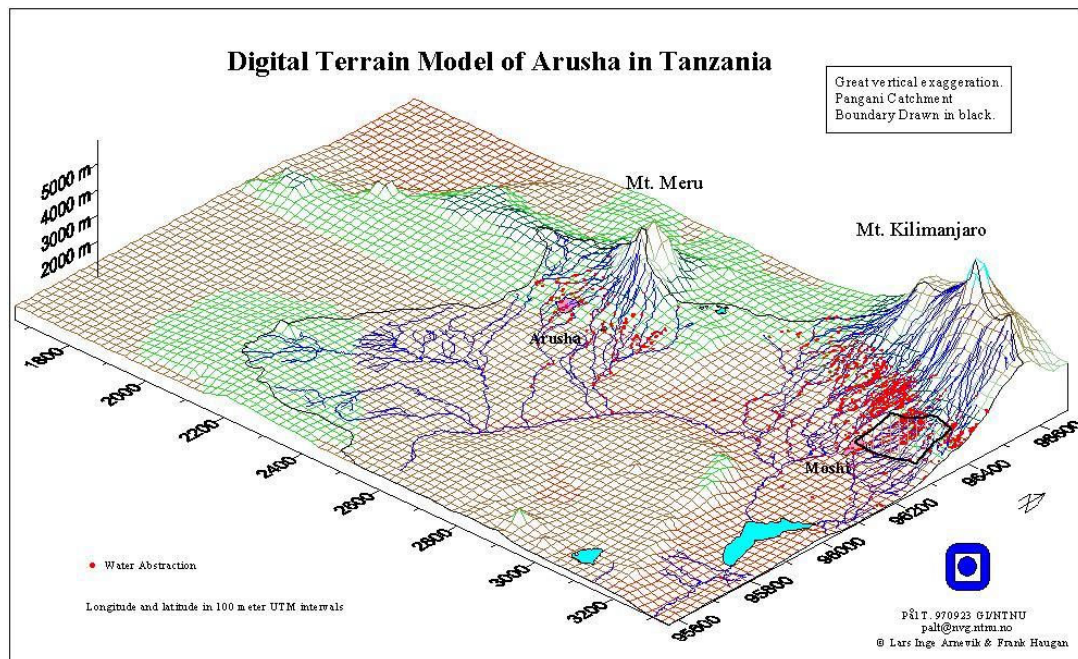 Digital Terrain Model of Arusha in Tanzania
Great vertical exaggeration.
Pangani Catchment
Boundary Drawn in black.
Mt. Meru
Mt. Kilimanjaro
5000 m
4000 m
3000 m
2000 m
Arusha
Moshi
1800
2000
2200
2400
2600
2800
3000
3200
95600
95800
96000
96200
96400
96600
Water Abstraction
Longitude and latitude in 100 meter UTM intervals
Pål T. 970923 GI/NTNU
palt@nvg.ntnu.no
© Lars Inge Arnevik & Frank Haugan